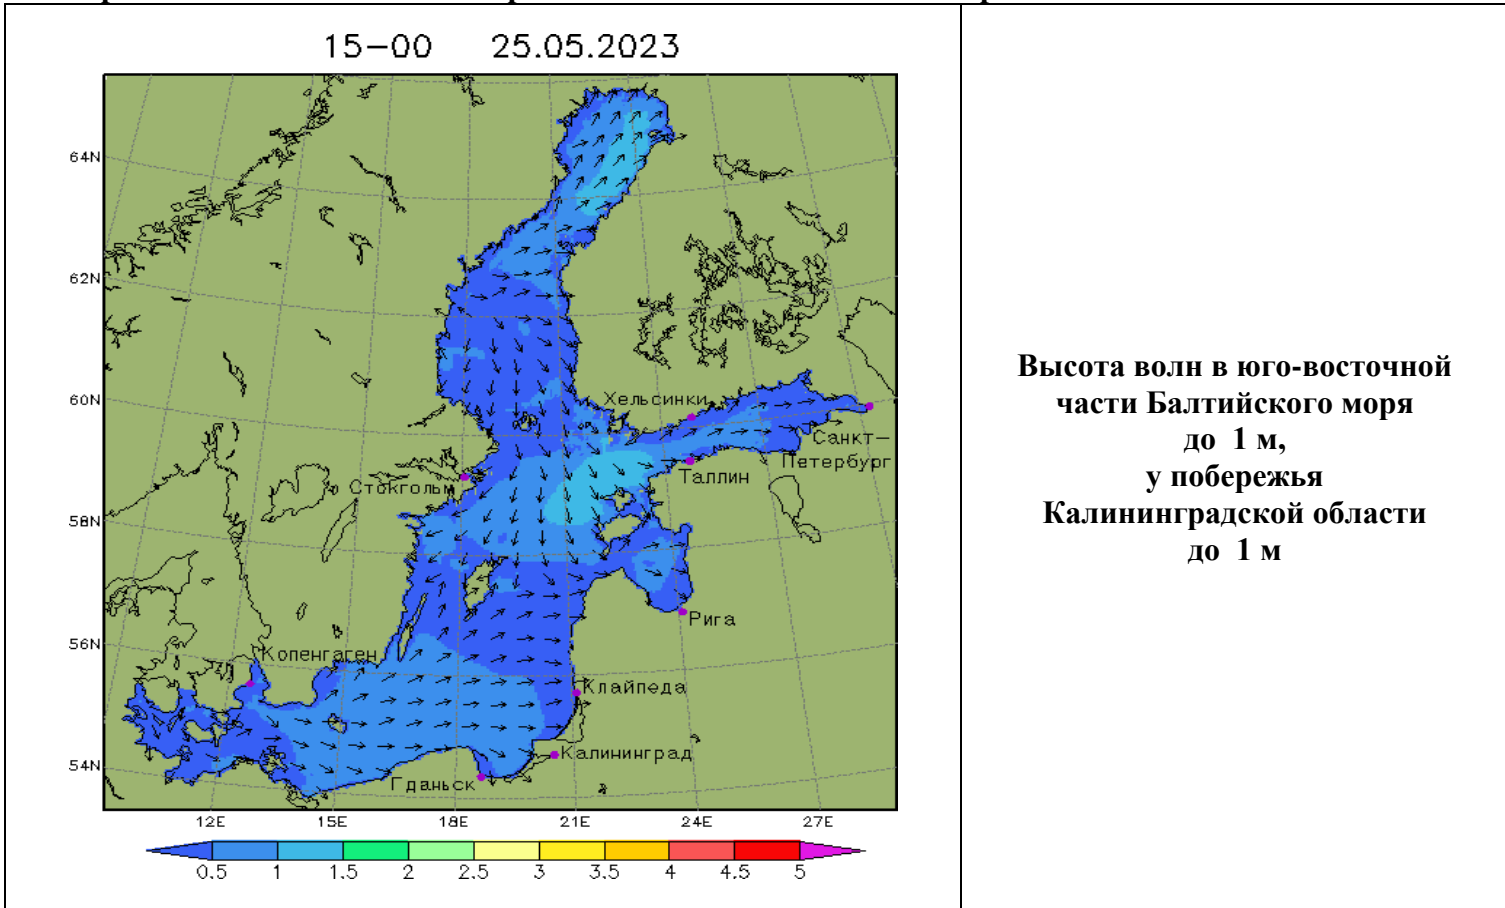 15-00 25.05.2023
64N
62N
60N
58N
56N
54N
Хельсинки
Санкт-
Петербург
Таллин
Стокгольм
Рига
Копенгаген
Клайпеда
Калининград
Гданьск
12E 15E 18E 21E 24E 27E
0.5 1 1.5 2 2.5 3 3.5 4 4.5 5
Высота волн в юго-восточной
части Балтийского моря
до 1 м,
у побережья
Калининградской области
до 1 м